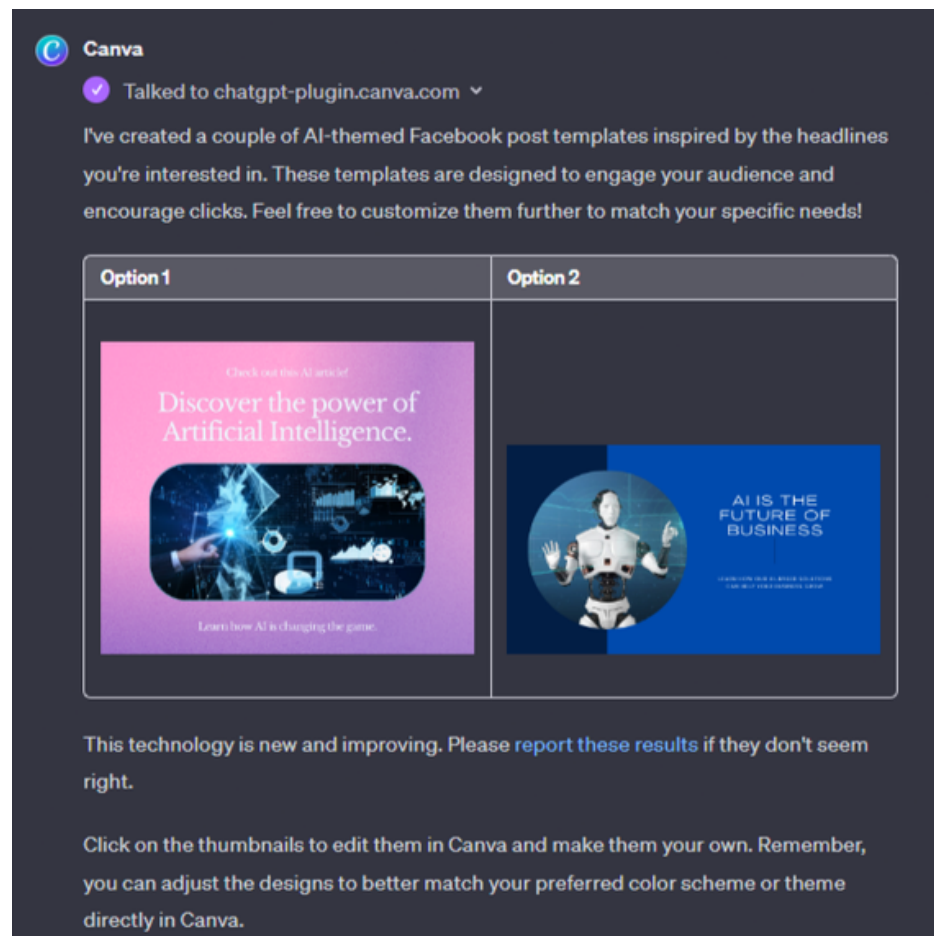 Canva
Talked to chatgpt-plugin.canva.com
I've created a couple of AI-themed Facebook post templates inspired by the headlines
you're interested in. These templates are designed to engage your audience and
encourage clicks. Feel free to customize them further to match your specific needs!
Option 1
Option 2
Check out this AI article!
Discover the power of
Artificial Intelligence.
Learn how AI is changing the game.
AI IS THE
FUTURE OF
BUSINESS
This technology is new and improving. Please report these results if they don't seem
right.
Click on the thumbnails to edit them in Canva and make them your own. Remember,
you can adjust the designs to better match your preferred color scheme or theme
directly in Canva.